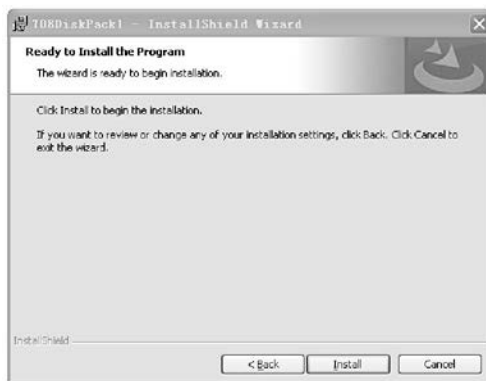 708DiskPack1 - InstallShield Wizard
Ready to Install the Program
The wizard is ready to begin installation.
Click Install to begin the installation.
If you want to review or change any of your installation settings, click Back. Click Cancel to
exit the wizard.
InstallShield
< Back
Install
Cancel